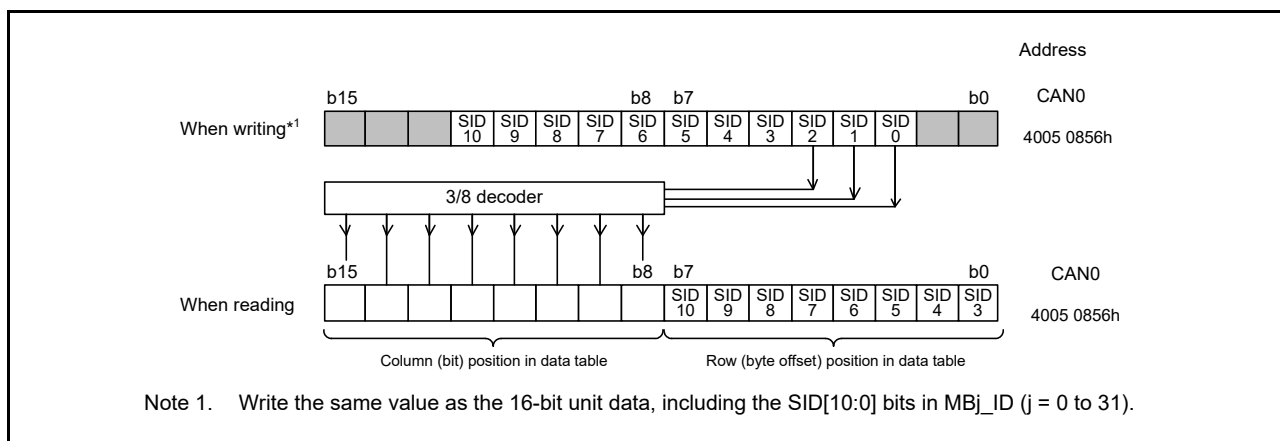 Address
b15 b8 b7 b0 CAN0
When writing*1 SID 10 SID 9 SID 8 SID 7 SID 6 SID 5 SID 4 SID 3 SID 2 SID 1 SID 0 4005 0856h
3/8 decoder
b15 b8 b7 b0 CAN0
When reading SID 10 SID 9 SID 8 SID 7 SID 6 SID 5 SID 4 SID 3 4005 0856h
Column (bit) position in data table Row (byte offset) position in data table
Note 1. Write the same value as the 16-bit unit data, including the SID[10:0] bits in MBj_ID (j = 0 to 31).